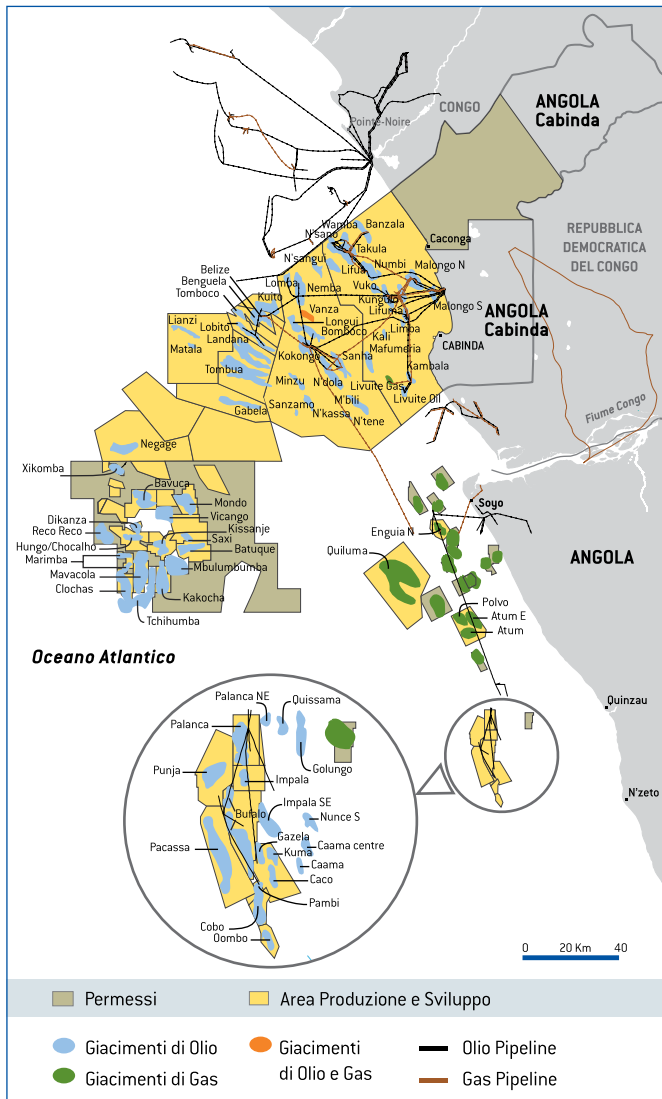 CONGO
ANGOLA
Cabinda
Pointe-Noire
Wamba
Banzala
N'sano
Takula
Caconga
REPUBBLICA
DEMOCRATICA
DEL CONGO
N'sangui
Lifua
Numbi
Malongo N
Belize
Benguela
Tomboco
Lomba
Nemba
Vuko
Kuito
Kungulo
Lifuma
Malongo S
ANGOLA
Cabinda
Vanza
Lianzi
Lobito
Longui
Bomboco
Limba
Landana
Kali
CABINDA
Matala
Kokongo
Sanha
Mafumeria
Tombua
Kambala
Minzu
N'dola
Livuite Gas
Livuite Oil
M'bili
Gabela
Sanzamo
N'kassa
N'tene
Fiume Congo
Negage
Xikomba
Bavuca
Mondo
Soyo
Vicango
Dikanza
Kissanje
Enguia N
Reco Reco
Saxi
Hungo/Chocalho
Batuque
Quiluma
ANGOLA
Marimba
Mbulumbumba
Mavacola
Clochas
Kakocha
Polvo
Atum E
Tchihumba
Atum
Oceano Atlantico
Palanca NE
Quissama
Quinzau
Palanca
Punja
Golungo
Impala
N'zeto
Impala SE
Bufalo
Nunce S
Gazela
Pacassa
Kuma
Caama centre
Caama
Caco
Pambi
Cobo
Oombo
0 20 Km 40
Permessi
Area Produzione e Sviluppo
Giacimenti di Olio
Giacimenti
di Olio e Gas
Olio Pipeline
Giacimenti di Gas
Gas Pipeline